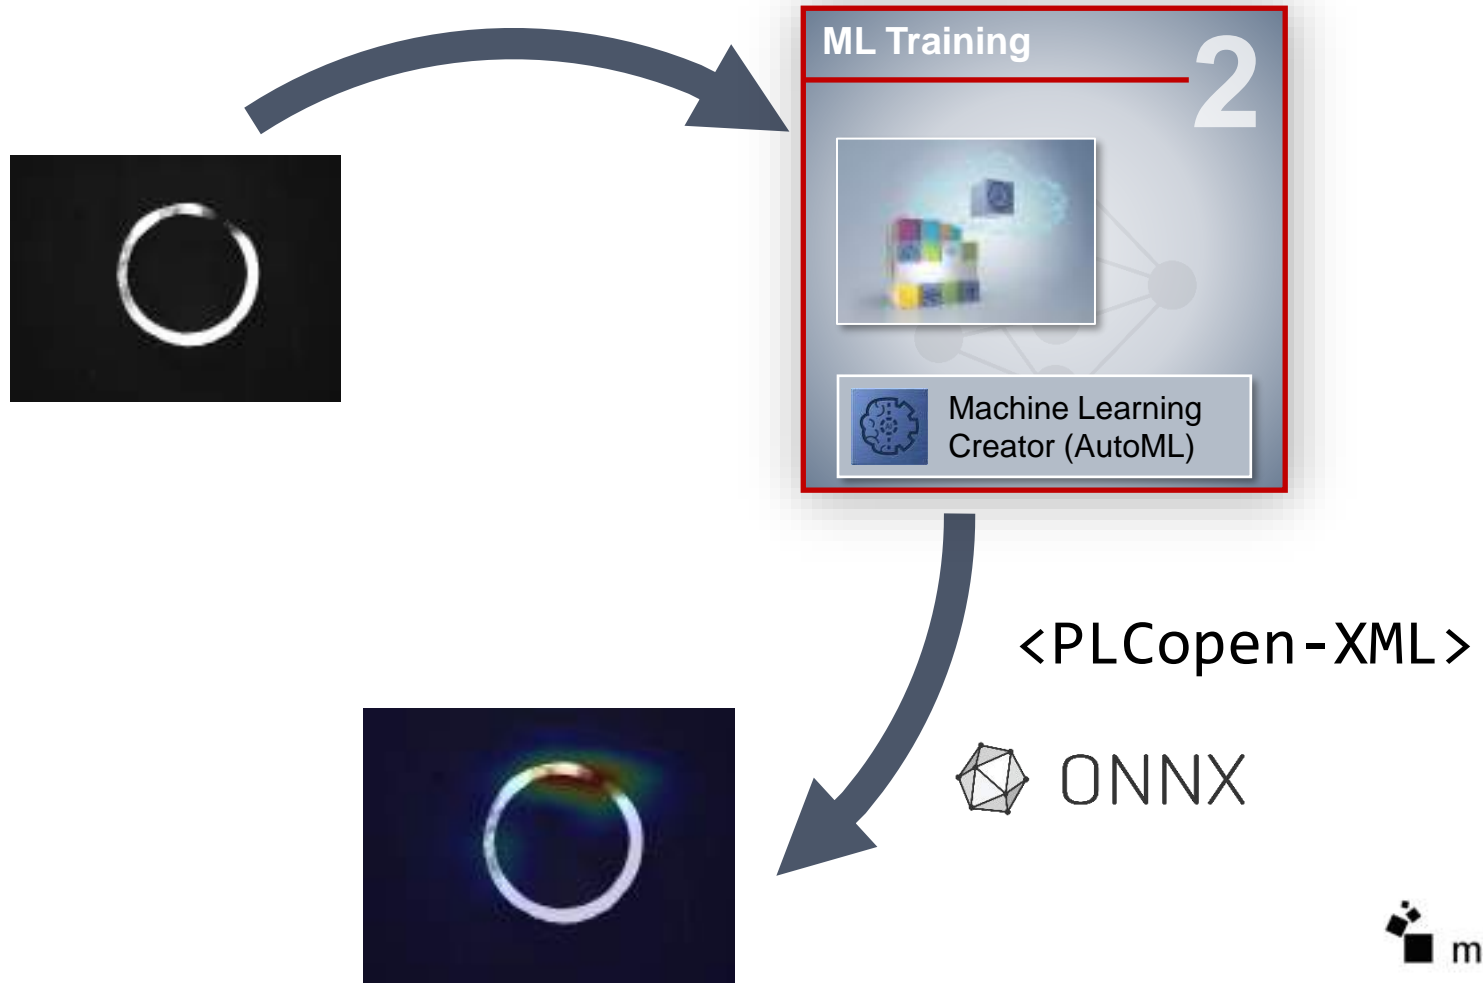 ML Training
2
Machine Learning
Creator (AutoML)
<PLCopen-XML>
ONNX
m